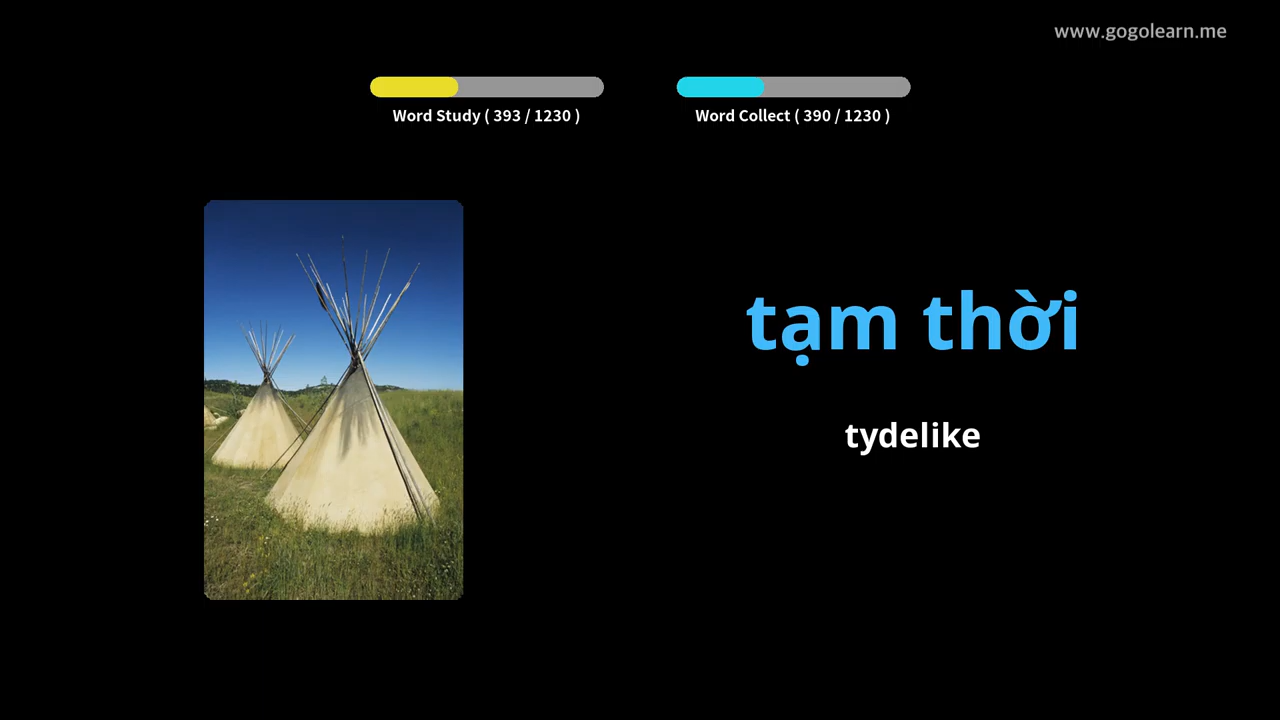 www.gogolearn.me
Word Study ( 393 / 1230 )
Word Collect ( 390 / 1230 )
tạm thời
tydelike